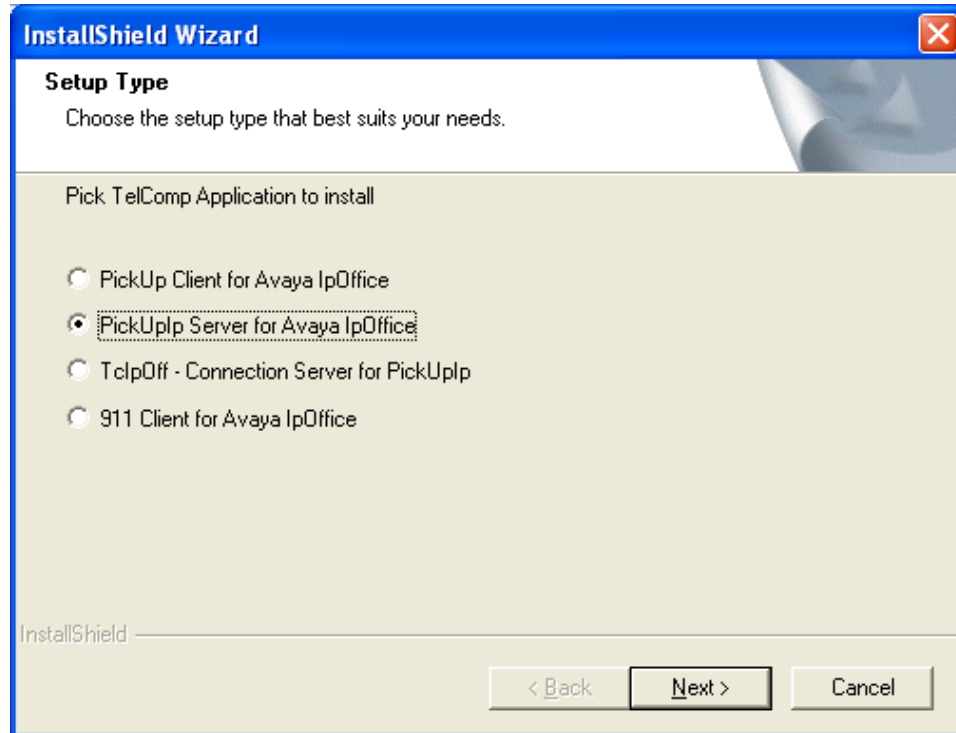 InstallShield Wizard
Setup Type
Choose the setup type that best suits your needs.
Pick TelComp Application to install
PickUp Client for Avaya IpOffice
PickUpIp Server for Avaya IpOffice
TcIpOff - Connection Server for PickUpIp
911 Client for Avaya IpOffice
InstallShield
< Back
Next >
Cancel